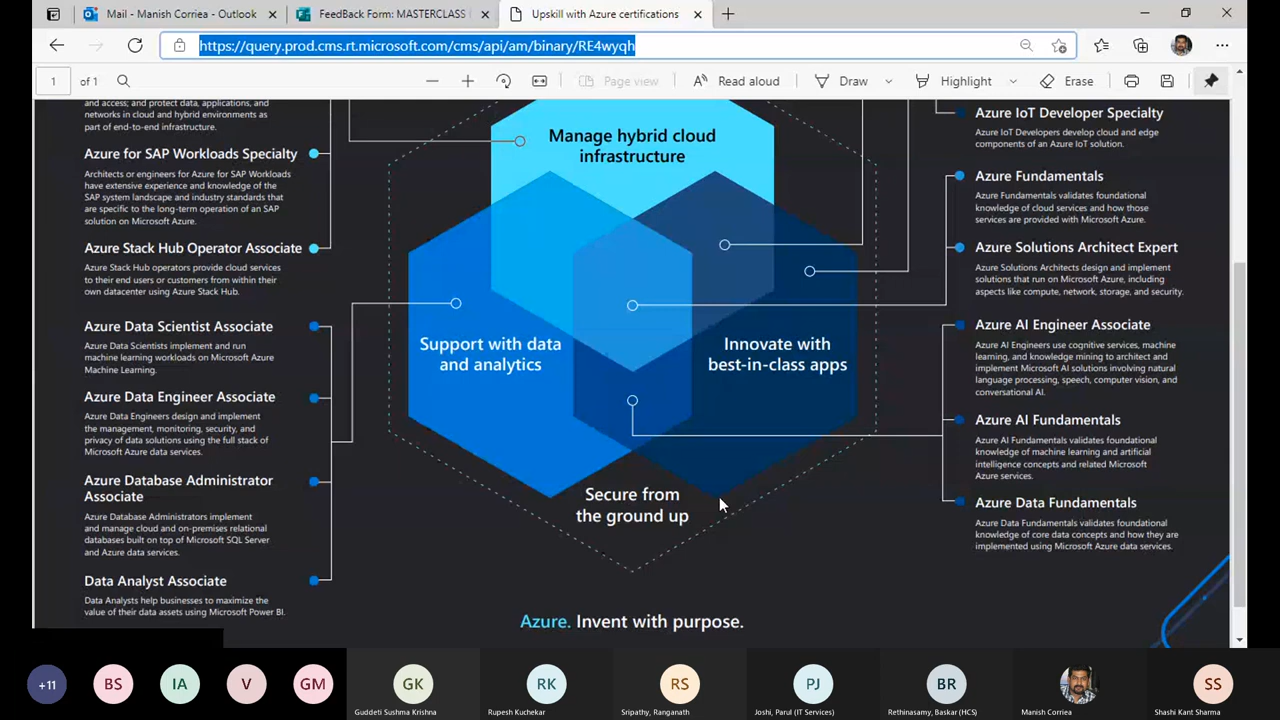 Mail - Manish Corriea - Outlook
FeedBack Form: MASTERCLASS
Upskill with Azure certifications
https://query.prod.cms.rt.microsoft.com/cms/api/am/binary/RE4wyqh
1 of 1
Page view
Read aloud
Draw
Highlight
Erase
and access; and protect data, applications, and
networks in cloud and hybrid environments as
part of end-to-end infrastructure.
Azure for SAP Workloads Specialty
Architects or engineers for Azure for SAP Workloads
have extensive experience and knowledge of the
SAP system landscape and industry standards that
are specific to the long-term operation of an SAP
solution on Microsoft Azure.
Azure Stack Hub Operator Associate
Azure Stack Hub operators provide cloud services
to their end users or customers from within their
own datacenter using Azure Stack Hub.
Azure Data Scientist Associate
Azure Data Scientists implement and run
machine learning workloads on Microsoft Azure
Machine Learning.
Azure Data Engineer Associate
Azure Data Engineers design and implement
the management, monitoring, security, and
privacy of data solutions using the full stack of
Microsoft Azure data services.
Azure Database Administrator
Associate
Azure Database Administrators implement
and manage cloud and on-premises relational
databases built on top of Microsoft SQL Server
and Azure data services.
Data Analyst Associate
Data Analysts help businesses to maximize the
value of their data assets using Microsoft Power BI.
Manage hybrid cloud
infrastructure
Support with data
and analytics
Innovate with
best-in-class apps
Secure from
the ground up
Azure. Invent with purpose.
Azure IoT Developer Specialty
Azure IoT Developers develop cloud and edge
components of an Azure IoT solution.
Azure Fundamentals
Azure Fundamentals validates foundational
knowledge of cloud services and how those
services are provided with Microsoft Azure.
Azure Solutions Architect Expert
Azure Solutions Architects design and implement
solutions that run on Microsoft Azure, including
aspects like compute, network, storage, and security.
Azure AI Engineer Associate
Azure AI Engineers use cognitive services, machine
learning, and knowledge mining to architect and
implement Microsoft AI solutions involving natural
language processing, speech, computer vision, and
conversational AI.
Azure AI Fundamentals
Azure AI Fundamentals validates foundational
knowledge of machine learning and artificial
intelligence concepts and related Microsoft
Azure services.
Azure Data Fundamentals
Azure Data Fundamentals validates foundational
knowledge of core data concepts and how they are
implemented using Microsoft Azure data services.
+11
BS
IA
V
GM
GK
RK
RS
PJ
BR
SS
Guddeti Sushma Krishna
Rupesh Kuchekar
Sripathy, Ranganath
Joshi, Parul (IT Services)
Rethinasamy, Baskar (HCS)
Manish Corriea
Shashi Kant Sharma